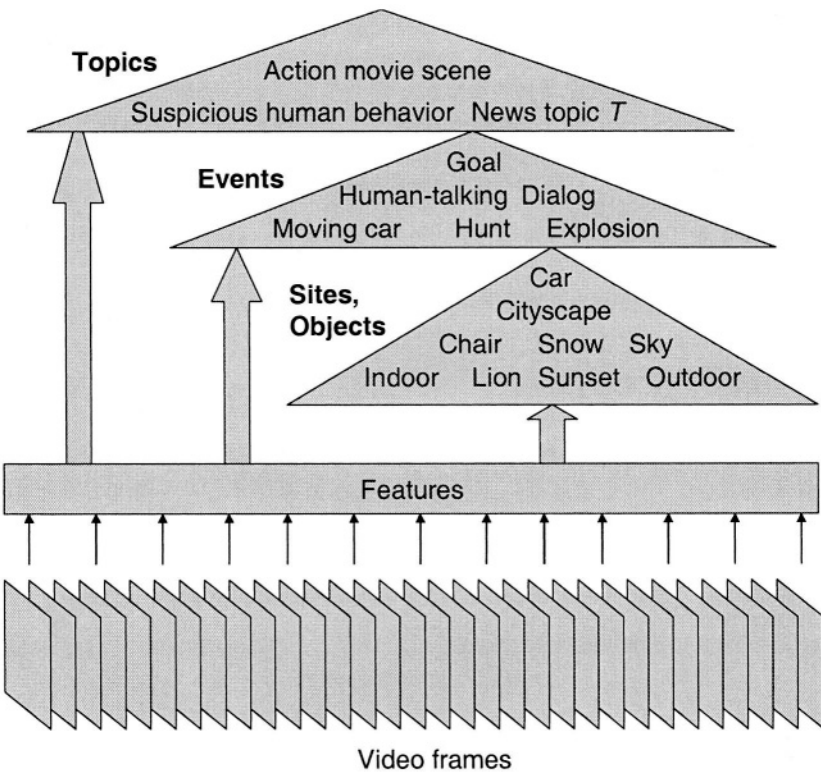 Topics
Action movie scene
Suspicious human behavior News topic T
Events
Goal
Human-talking Dialog
Moving car Hunt Explosion
Sites,
Objects
Car
Cityscape
Chair Snow Sky
Indoor Lion Sunset Outdoor
Features
Video frames